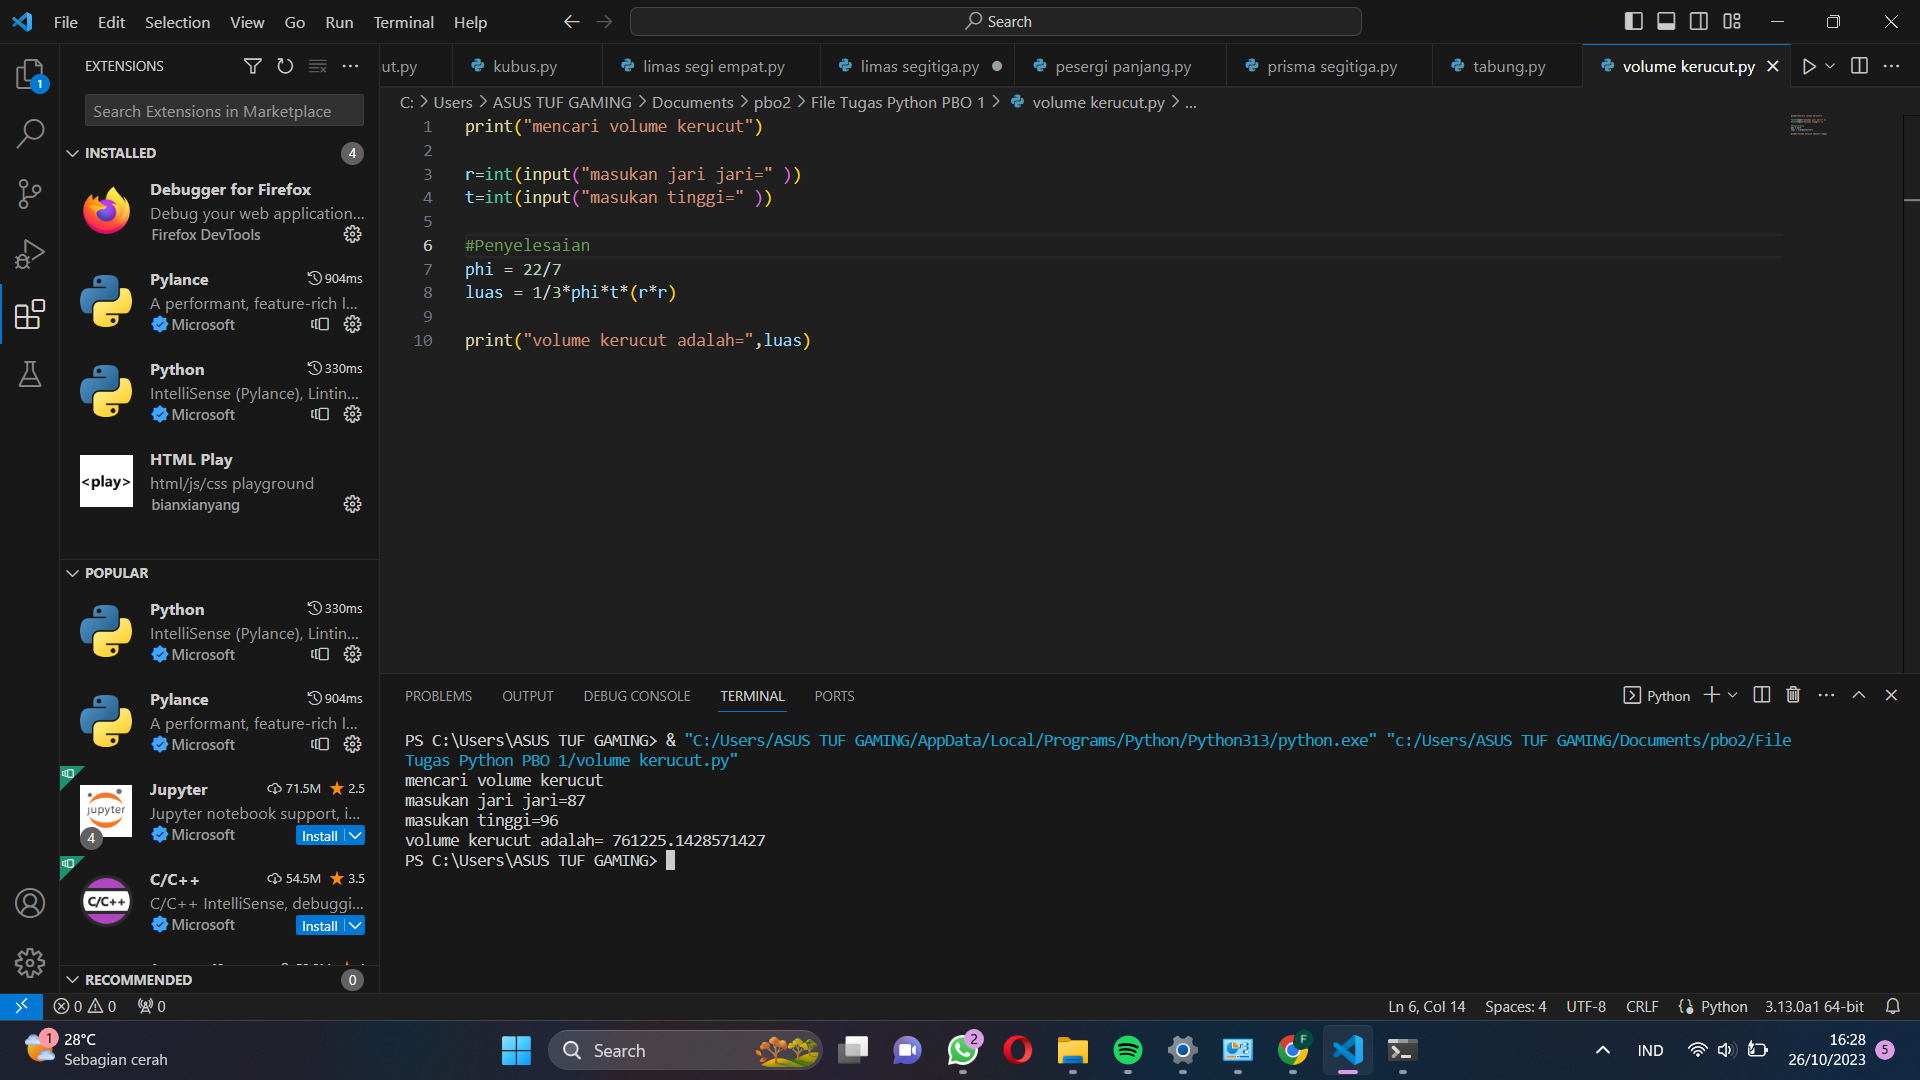 File Edit Selection View Go Run Terminal Help
Search
EXTENSIONS
Search Extensions in Marketplace
INSTALLED 4
Debugger for Firefox
Debug your web application...
Firefox DevTools
Pylance 904ms
A performant, feature-rich l...
Microsoft
Python 330ms
IntelliSense (Pylance), Lintin...
Microsoft
HTML Play
<play>
html/js/css playground
bianxianyang
POPULAR
Python 330ms
IntelliSense (Pylance), Lintin...
Microsoft
Pylance 904ms
A performant, feature-rich l...
Microsoft
Jupyter 71.5M 2.5
jupyter
Jupyter notebook support, i...
4
Microsoft Install
C/C++ 54.5M 3.5
C/C++
C/C++ IntelliSense, debuggi...
Microsoft Install
RECOMMENDED 0
1
ut.py kubus.py limas segi empat.py limas segitiga.py pesergi panjang.py prisma segitiga.py tabung.py volume kerucut.py
C: > Users > ASUS TUF GAMING > Documents > pbo2 > File Tugas Python PBO 1 > volume kerucut.py > ...
1 print("mencari volume kerucut")
2
3 r=int(input("masukan jari jari=" ))
4 t=int(input("masukan tinggi=" ))
5
6 #Penyelesaian
7 phi = 22/7
8 luas = 1/3*phi*t*(r*r)
9
10 print("volume kerucut adalah=",luas)
PROBLEMS OUTPUT DEBUG CONSOLE TERMINAL PORTS
Python
PS C:\Users\ASUS TUF GAMING> & "C:/Users/ASUS TUF GAMING/AppData/Local/Programs/Python/Python313/python.exe" "c:/Users/ASUS TUF GAMING/Documents/pbo2/File
Tugas Python PBO 1/volume kerucut.py"
mencari volume kerucut
masukan jari jari=87
masukan tinggi=96
volume kerucut adalah= 761225.1428571427
PS C:\Users\ASUS TUF GAMING>
0 0 0
Ln 6, Col 14 Spaces: 4 UTF-8 CRLF Python 3.13.0a1 64-bit
1
28°C
Sebagian cerah
Search
2
F
IND
16:28
26/10/2023
5